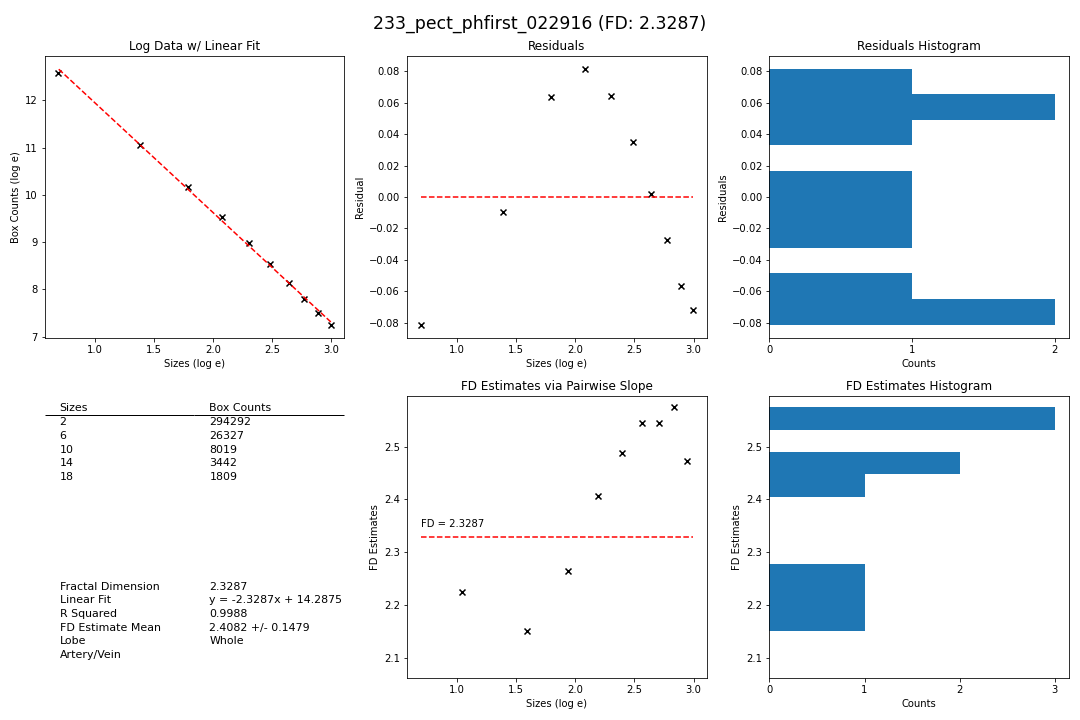 233_pect_phfirst_022916 (FD: 2.3287)
Log Data w/ Linear Fit
Box Counts (log e)
12
11
10
9
8
7
1.0 1.5 2.0 2.5 3.0
Sizes (log e)
Residuals
Residual
0.08
0.06
0.04
0.02
0.00
−0.02
−0.04
−0.06
−0.08
1.0 1.5 2.0 2.5 3.0
Sizes (log e)
Residuals Histogram
Residuals
0.08
0.06
0.04
0.02
0.00
−0.02
−0.04
−0.06
−0.08
0 1 2
Counts
Sizes Box Counts
2 294292
6 26327
10 8019
14 3442
18 1809
Fractal Dimension 2.3287
Linear Fit y = -2.3287x + 14.2875
R Squared 0.9988
FD Estimate Mean 2.4082 +/- 0.1479
Lobe Whole
Artery/Vein
FD Estimates via Pairwise Slope
FD Estimates
2.5
2.4
2.3
2.2
2.1
FD = 2.3287
1.0 1.5 2.0 2.5 3.0
Sizes (log e)
FD Estimates Histogram
FD Estimates
2.5
2.4
2.3
2.2
2.1
0 1 2 3
Counts